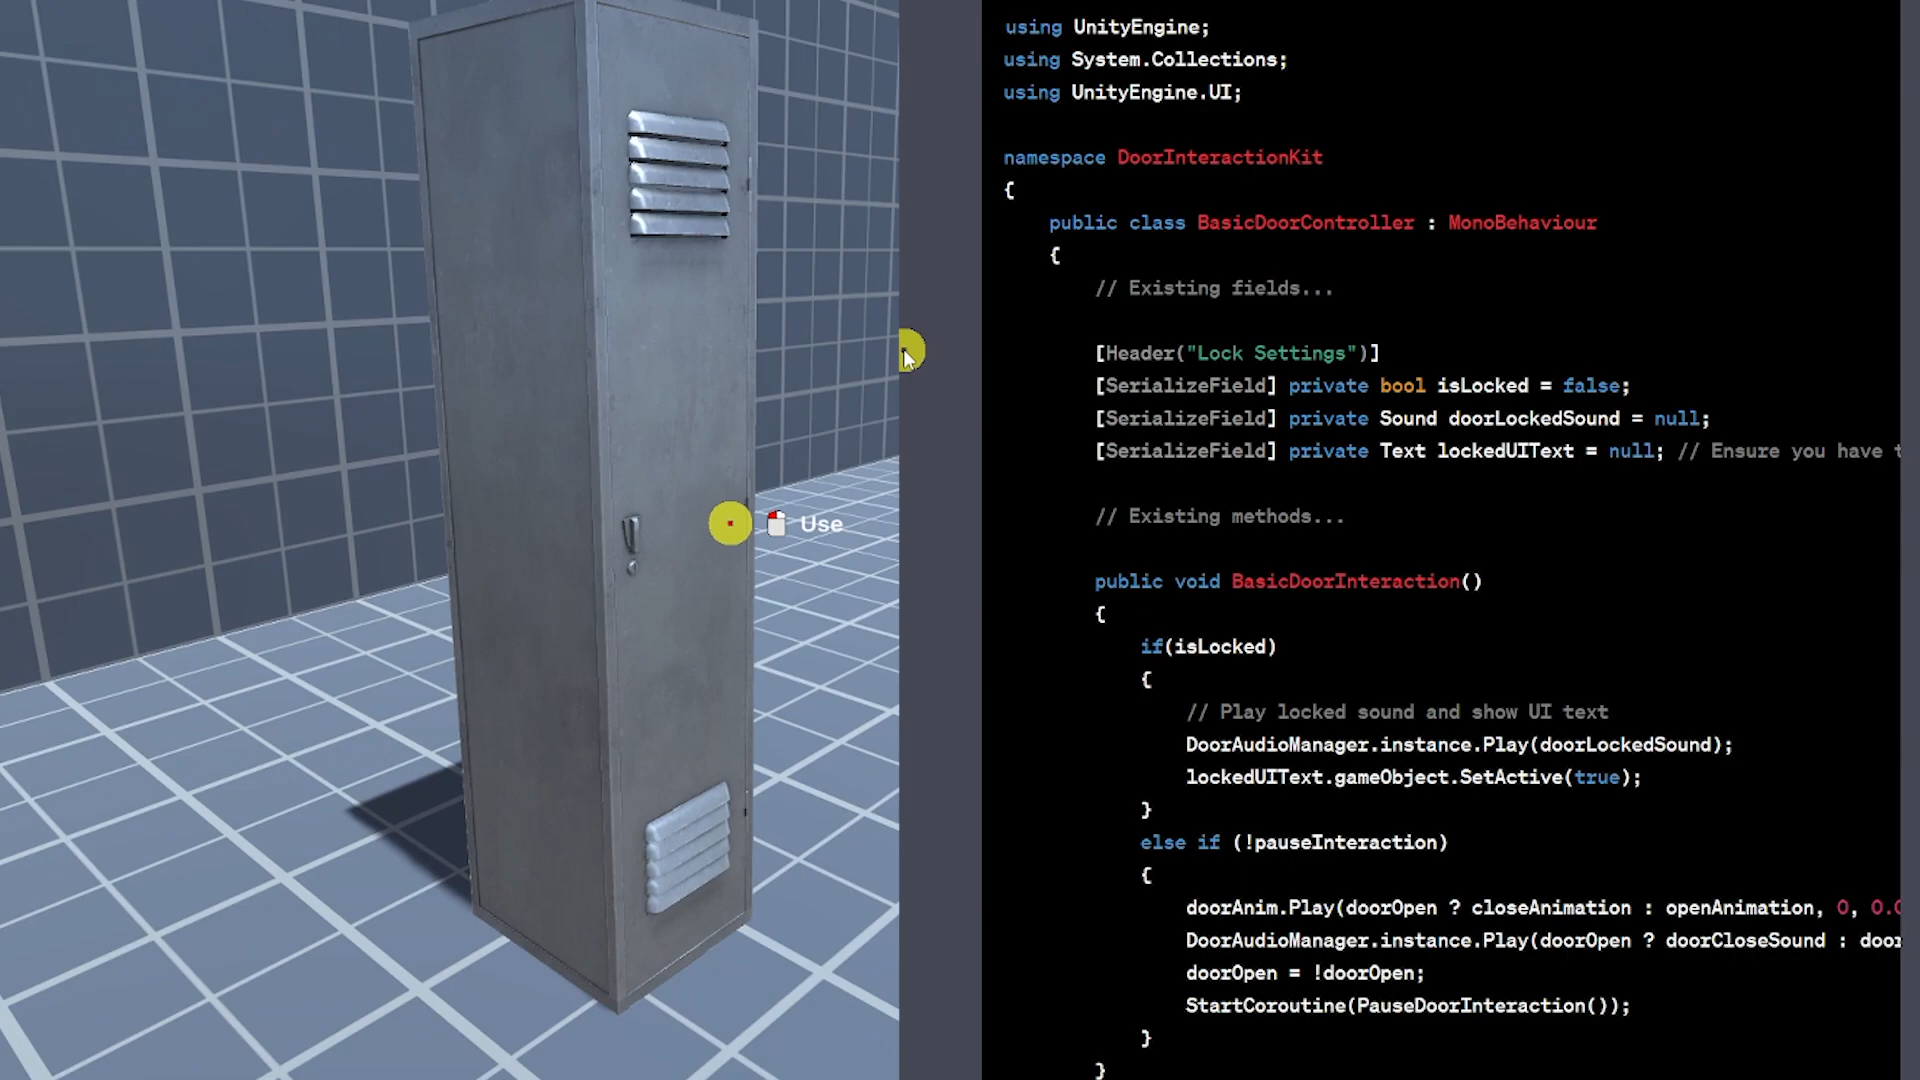 Use
using UnityEngine;
using System.Collections;
using UnityEngine.UI;
namespace DoorInteractionKit
{
public class BasicDoorController : MonoBehaviour
{
// Existing fields...
[Header("Lock Settings")]
[SerializeField] private bool isLocked = false;
[SerializeField] private Sound doorLockedSound = null;
[SerializeField] private Text lockedUIText = null; // Ensure you have
// Existing methods...
public void BasicDoorInteraction()
{
if(isLocked)
{
// Play locked sound and show UI text
DoorAudioManager.instance.Play(doorLockedSound);
lockedUIText.gameObject.SetActive(true);
}
else if (!pauseInteraction)
{
doorAnim.Play(doorOpen ? closeAnimation : openAnimation, 0, 0.0
DoorAudioManager.instance.Play(doorOpen ? doorCloseSound : door
doorOpen = !doorOpen;
StartCoroutine(PauseDoorInteraction());
}
}